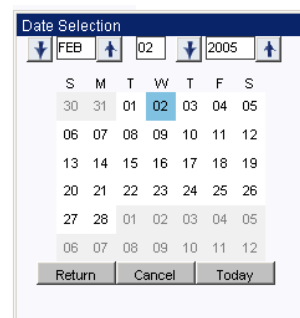 Date Selection
FEB 02 2005
S M T W T F S
30 31 01 02 03 04 05
06 07 08 09 10 11 12
13 14 15 16 17 18 19
20 21 22 23 24 25 26
27 28 01 02 03 04 05
06 07 08 09 10 11 12
Return Cancel Today